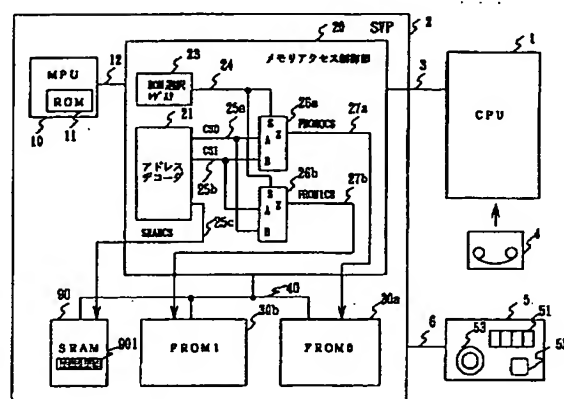 20
SVP
2
MPU
ROM
10
11
12
メモリアクセス制御部
23
24
ROM選択
レジスタ
21
25a
CS0
CS1
25b
アドレス
デコーダ
S
A
B
Z
26a
PROM0CS
27a
26b
S
A
B
Z
PROM1CS
27b
SRAMCS
25c
3
1
CPU
4
40
90
SRAM
901
30b
PROM1
30a
PROM0
6
5
51
53